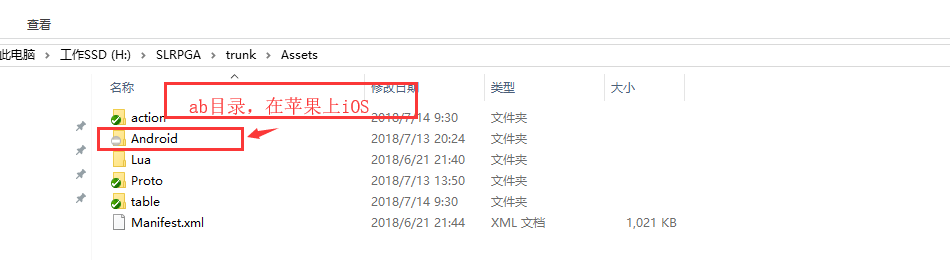 查看
此电脑 > 工作SSD (H:) > SLRPGA > trunk > Assets
名称 修改日期 类型 大小
ab目录，在苹果上iOS
action 2018/7/14 9:30 文件夹
Android 2018/7/13 20:24 文件夹
Lua 2018/6/21 21:40 文件夹
Proto 2018/7/13 13:50 文件夹
table 2018/7/14 9:30 文件夹
Manifest.xml 2018/6/21 21:44 XML 文档 1,021 KB